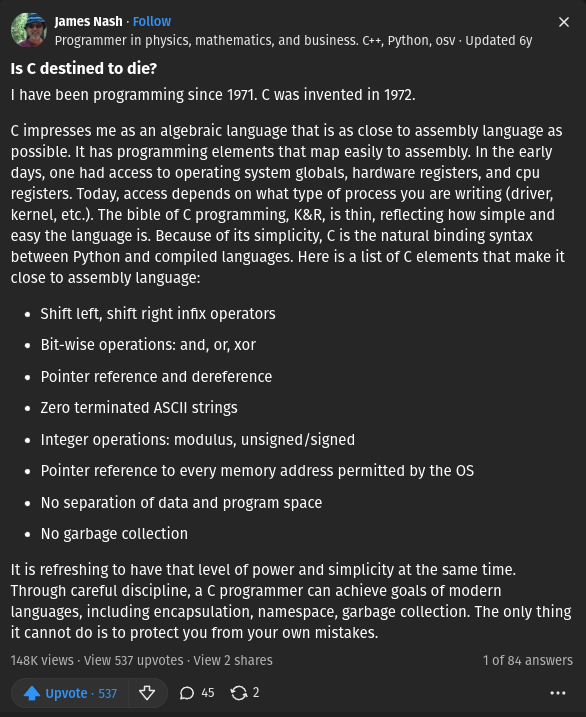 James Nash · Follow
Programmer in physics, mathematics, and business. C++, Python, osv · Updated 6y
Is C destined to die?
I have been programming since 1971. C was invented in 1972.
C impresses me as an algebraic language that is as close to assembly language as
possible. It has programming elements that map easily to assembly. In the early
days, one had access to operating system globals, hardware registers, and cpu
registers. Today, access depends on what type of process you are writing (driver,
kernel, etc.). The bible of C programming, K&R, is thin, reflecting how simple and
easy the language is. Because of its simplicity, C is the natural binding syntax
between Python and compiled languages. Here is a list of C elements that make it
close to assembly language:
• Shift left, shift right infix operators
• Bit-wise operations: and, or, xor
• Pointer reference and dereference
• Zero terminated ASCII strings
• Integer operations: modulus, unsigned/signed
• Pointer reference to every memory address permitted by the OS
• No separation of data and program space
• No garbage collection
It is refreshing to have that level of power and simplicity at the same time.
Through careful discipline, a C programmer can achieve goals of modern
languages, including encapsulation, namespace, garbage collection. The only thing
it cannot do is to protect you from your own mistakes.
148K views · View 537 upvotes · View 2 shares 1 of 84 answers
Upvote · 537 45 2